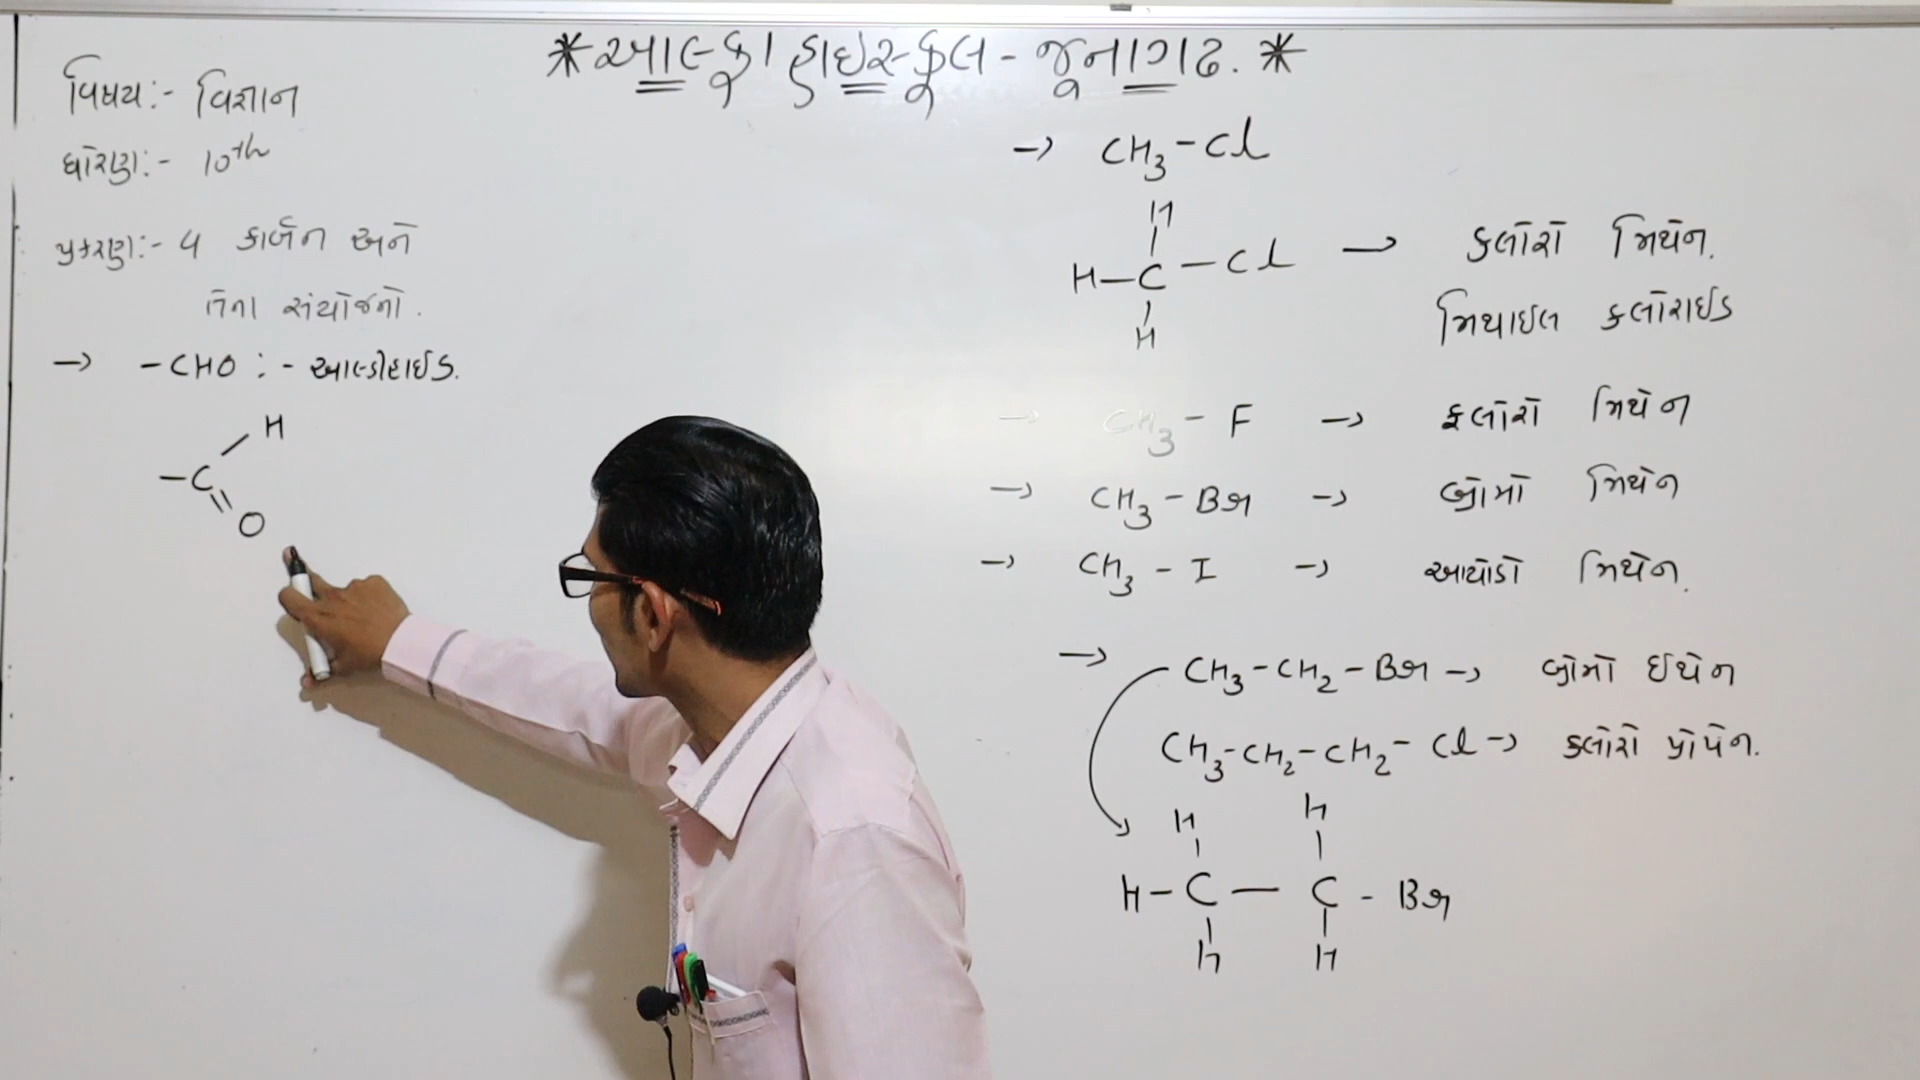 * આલ્ફા હાઇસ્કૂલ - જૂનાગઢ. *
વિષય:- વિજ્ઞાન
ધોરણ:- 10th
પ્રકરણ:- 4 કાર્બન અને
તેના સંયોજનો.
→ -CHO :- આલ્ડીહાઈડ.
H
-C
O
→ CH3-Cl
H
H-C-Cl → ક્લોરો મિથેન.
H
મિથાઇલ ક્લોરાઈડ
→ CH3-F → ફ્લોરો મિથેન
→ CH3-Br → બ્રોમો મિથેન
→ CH3-I → આયોડો મિથેન.
→ CH3-CH2-Br → બ્રોમો ઈથેન
CH3-CH2-CH2-Cl → ક્લોરો પ્રોપેન.
H H
H-C-C-Br
H H